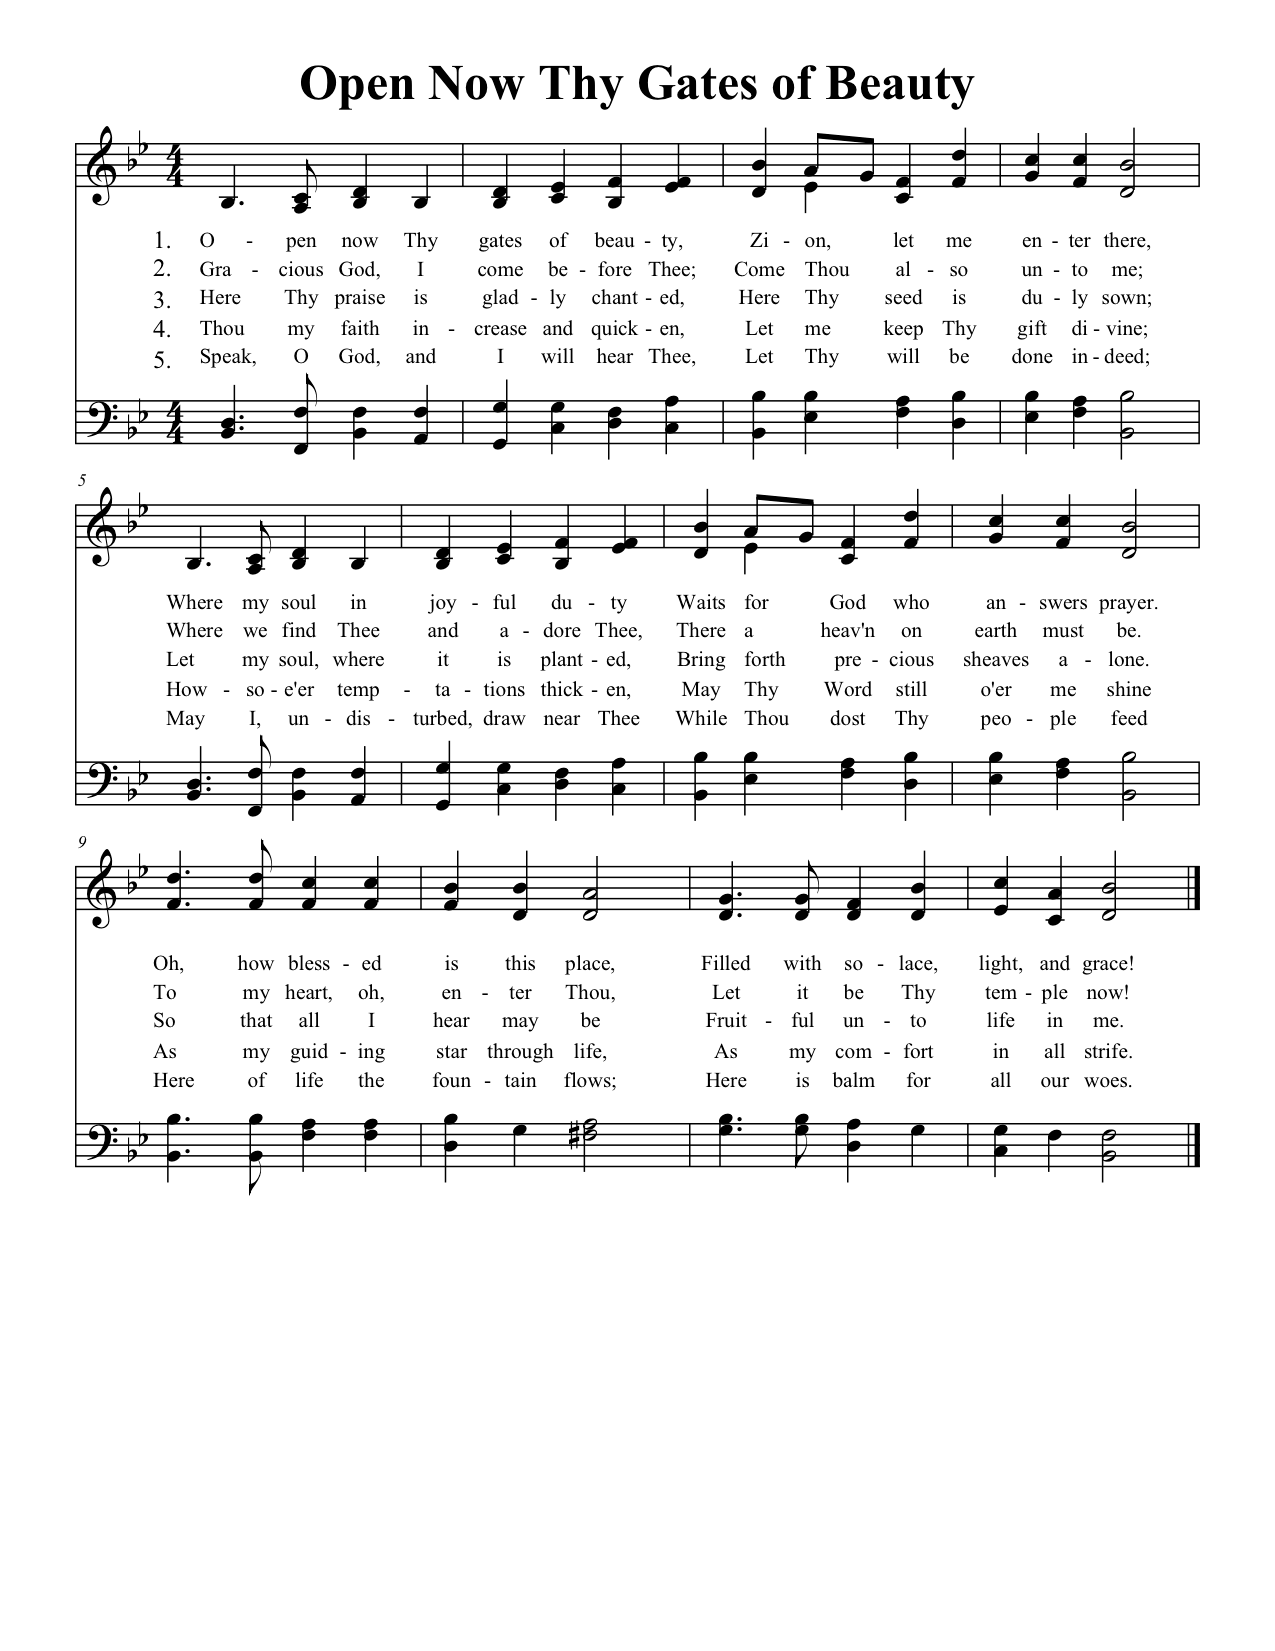 Open Now Thy Gates of Beauty
4 4
1. O - pen now Thy gates of beau - ty, Zi - on, let me en - ter there,
2. Gra - cious God, I come be - fore Thee; Come Thou al - so un - to me;
3. Here Thy praise is glad - ly chant - ed, Here Thy seed is du - ly sown;
4. Thou my faith in - crease and quick - en, Let me keep Thy gift di - vine;
5. Speak, O God, and I will hear Thee, Let Thy will be done in - deed;
4 4
5
Where my soul in joy - ful du - ty Waits for God who an - swers prayer.
Where we find Thee and a - dore Thee, There a heav'n on earth must be.
Let my soul, where it is plant - ed, Bring forth pre - cious sheaves a - lone.
How - so - e'er temp - ta - tions thick - en, May Thy Word still o'er me shine
May I, un - dis - turbed, draw near Thee While Thou dost Thy peo - ple feed
9
Oh, how bless - ed is this place, Filled with so - lace, light, and grace!
To my heart, oh, en - ter Thou, Let it be Thy tem - ple now!
So that all I hear may be Fruit - ful un - to life in me.
As my guid - ing star through life, As my com - fort in all strife.
Here of life the foun - tain flows; Here is balm for all our woes.